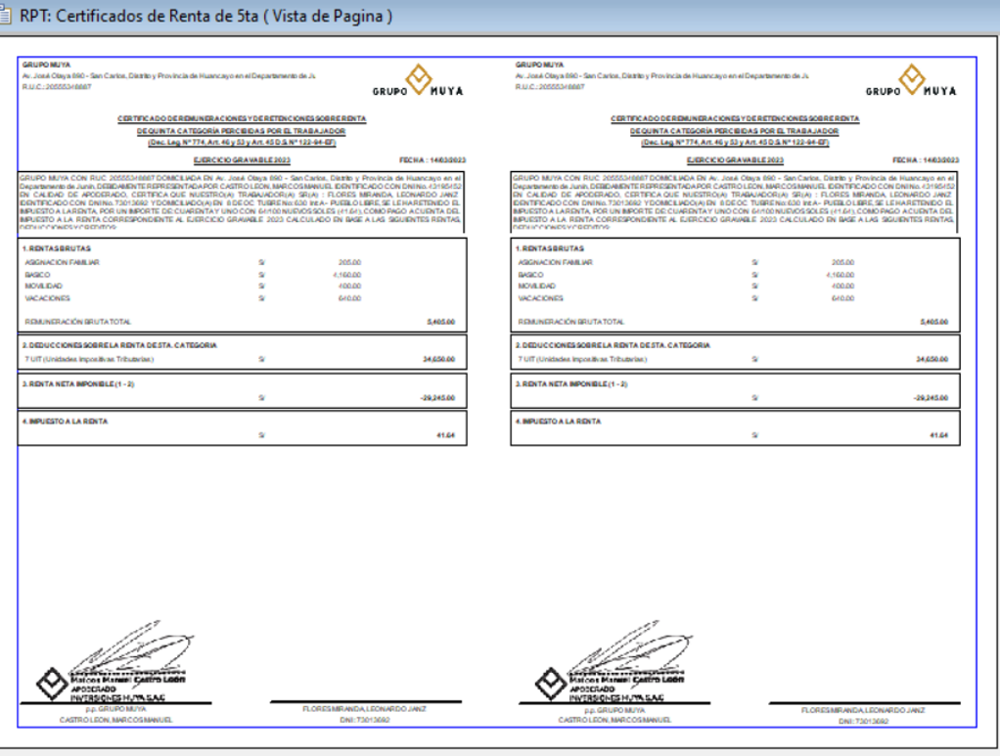 RPT: Certificados de Renta de 5ta ( Vista de Pagina )
GRUPO MUYA
Av. José Olaya 890 - San Carlos, Distrito y Provincia de Huancayo en el Departamento de Ju.
R.U.C.: 20555346667
GRUPO MUYA
CERTIFICADO DE REMUNERACIONES Y DE RETENCIONES SOBRE RENTA
DE QUINTA CATEGORÍA PERCIBIDAS POR EL TRABAJADOR
(Dec. Leg. Nº 774, Art. 46 y 53 y Art. 45 D.S. Nº 122-94-EF)
EJERCICIO GRAVABLE 2023
FECHA : 14/03/2023
GRUPO MUYA CON RUC 20555346667 DOMICILIADA EN Av. José Olaya 890 - San Carlos, Distrito y Provincia de Huancayo en el
Departamento de Junín, DEBIDAMENTE REPRESENTADA POR CASTRO LEON, MARCOS MANUEL IDENTIFICADO CON DNI No. 43195452
EN CALIDAD DE APODERADO, CERTIFICA QUE NUESTRO(A) TRABAJADOR(A) SR(A) : FLORES MIRANDA, LEONARDO JANZ
IDENTIFICADO CON DNI No. 73013692 Y DOMICILIADO(A) EN 8 DE OC TUBRE No. 630 Int A- PUEBLO LIBRE, SE LE HA RETENIDO EL
IMPUESTO A LA RENTA, POR UN IMPORTE DE: CUARENTA Y UNO CON 64/100 NUEVOS SOLES (41.64), COMO PAGO A CUENTA DEL
IMPUESTO A LA RENTA CORRESPONDIENTE AL EJERCICIO GRAVABLE 2023 CALCULADO EN BASE A LAS SIGUIENTES RENTAS,
DEDUCCIONES Y CREDITOS:
1. RENTAS BRUTAS
ASIGNACION FAMILIAR S/ 205.00
BASICO S/ 4,160.00
MOVILIDAD S/ 400.00
VACACIONES S/ 640.00
REMUNERACIÓN BRUTA TOTAL 5,405.00
2. DEDUCCIONES SOBRE LA RENTA DE 5TA. CATEGORIA
7 UIT (Unidades Impositivas Tributarias) S/ 34,650.00
3. RENTA NETA IMPONIBLE (1 - 2)
S/ -29,245.00
4. IMPUESTO A LA RENTA
S/ 41.64
Marcos Manuel Castro León
APODERADO
INVERSIONES MUYA S.A.C
p.p. GRUPO MUYA
CASTRO LEON, MARCOS MANUEL
FLORES MIRANDA, LEONARDO JANZ
DNI: 73013692
GRUPO MUYA
Av. José Olaya 890 - San Carlos, Distrito y Provincia de Huancayo en el Departamento de Ju.
R.U.C.: 20555346667
GRUPO MUYA
CERTIFICADO DE REMUNERACIONES Y DE RETENCIONES SOBRE RENTA
DE QUINTA CATEGORÍA PERCIBIDAS POR EL TRABAJADOR
(Dec. Leg. Nº 774, Art. 46 y 53 y Art. 45 D.S. Nº 122-94-EF)
EJERCICIO GRAVABLE 2023
FECHA : 14/03/2023
GRUPO MUYA CON RUC 20555346667 DOMICILIADA EN Av. José Olaya 890 - San Carlos, Distrito y Provincia de Huancayo en el
Departamento de Junín, DEBIDAMENTE REPRESENTADA POR CASTRO LEON, MARCOS MANUEL IDENTIFICADO CON DNI No. 43195452
EN CALIDAD DE APODERADO, CERTIFICA QUE NUESTRO(A) TRABAJADOR(A) SR(A) : FLORES MIRANDA, LEONARDO JANZ
IDENTIFICADO CON DNI No. 73013692 Y DOMICILIADO(A) EN 8 DE OC TUBRE No. 630 Int A- PUEBLO LIBRE, SE LE HA RETENIDO EL
IMPUESTO A LA RENTA, POR UN IMPORTE DE: CUARENTA Y UNO CON 64/100 NUEVOS SOLES (41.64), COMO PAGO A CUENTA DEL
IMPUESTO A LA RENTA CORRESPONDIENTE AL EJERCICIO GRAVABLE 2023 CALCULADO EN BASE A LAS SIGUIENTES RENTAS,
DEDUCCIONES Y CREDITOS:
1. RENTAS BRUTAS
ASIGNACION FAMILIAR S/ 205.00
BASICO S/ 4,160.00
MOVILIDAD S/ 400.00
VACACIONES S/ 640.00
REMUNERACIÓN BRUTA TOTAL 5,405.00
2. DEDUCCIONES SOBRE LA RENTA DE 5TA. CATEGORIA
7 UIT (Unidades Impositivas Tributarias) S/ 34,650.00
3. RENTA NETA IMPONIBLE (1 - 2)
S/ -29,245.00
4. IMPUESTO A LA RENTA
S/ 41.64
Marcos Manuel Castro León
APODERADO
INVERSIONES MUYA S.A.C
p.p. GRUPO MUYA
CASTRO LEON, MARCOS MANUEL
FLORES MIRANDA, LEONARDO JANZ
DNI: 73013692